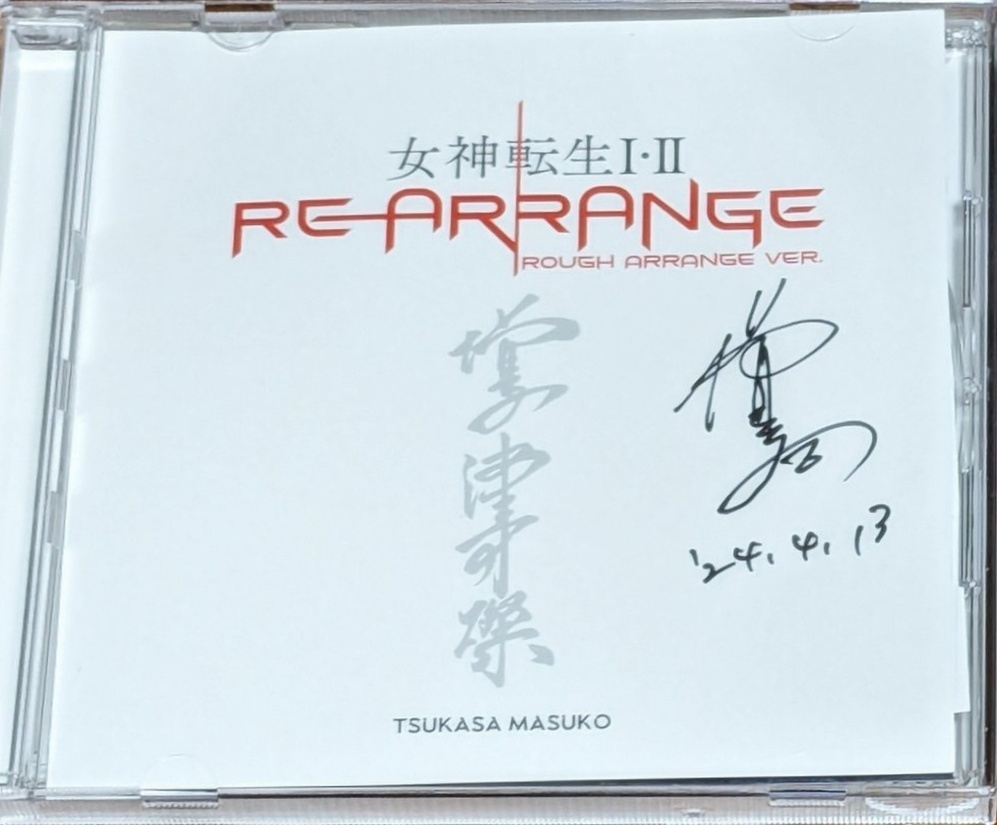 女神転生I・II
RE-ARRANGE
ROUGH ARRANGE VER.
増子津可燦
'24.4.13
TSUKASA MASUKO